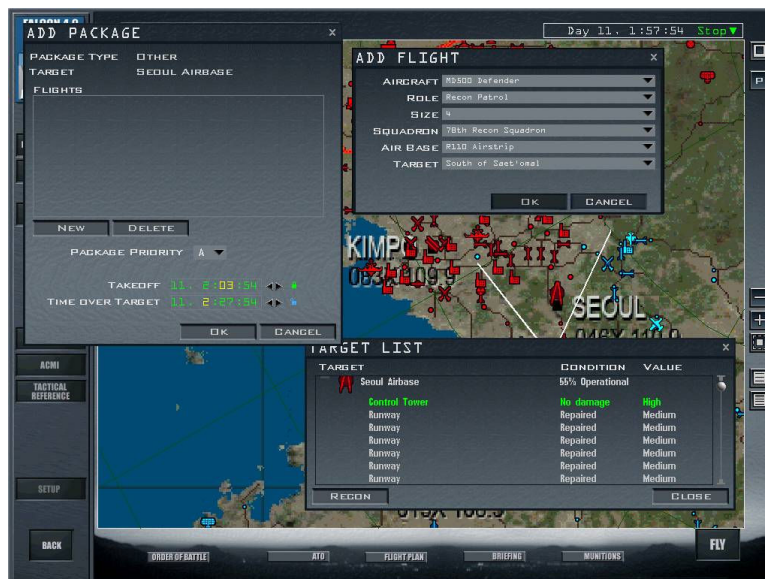 FALCON 4.0
ADD PACKAGE
PACKAGE TYPE OTHER
TARGET SEOUL AIRBASE
FLIGHTS
NEW DELETE
PACKAGE PRIORITY A
TAKEOFF 11. 2:03:54
TIME OVER TARGET 11. 2:27:54
OK CANCEL
Day 11. 1:57:54 Stop
ADD FLIGHT
AIRCRAFT MD500 Defender
ROLE Recon Patrol
SIZE 4
SQUADRON 78th Recon Squadron
AIR BASE R110 Airstrip
TARGET South of Saet'omal
OK CANCEL
KIMP
109.9
SEOUL
TARGET LIST
TARGET CONDITION VALUE
Seoul Airbase 55% Operational
Control Tower No damage High
Runway Repaired Medium
Runway Repaired Medium
Runway Repaired Medium
Runway Repaired Medium
Runway Repaired Medium
Runway Repaired Medium
RECON CLOSE
ACMI
TACTICAL
REFERENCE
SETUP
BACK
ORDER OF BATTLE ATO FLIGHT PLAN BRIEFING MUNITIONS FLY
P